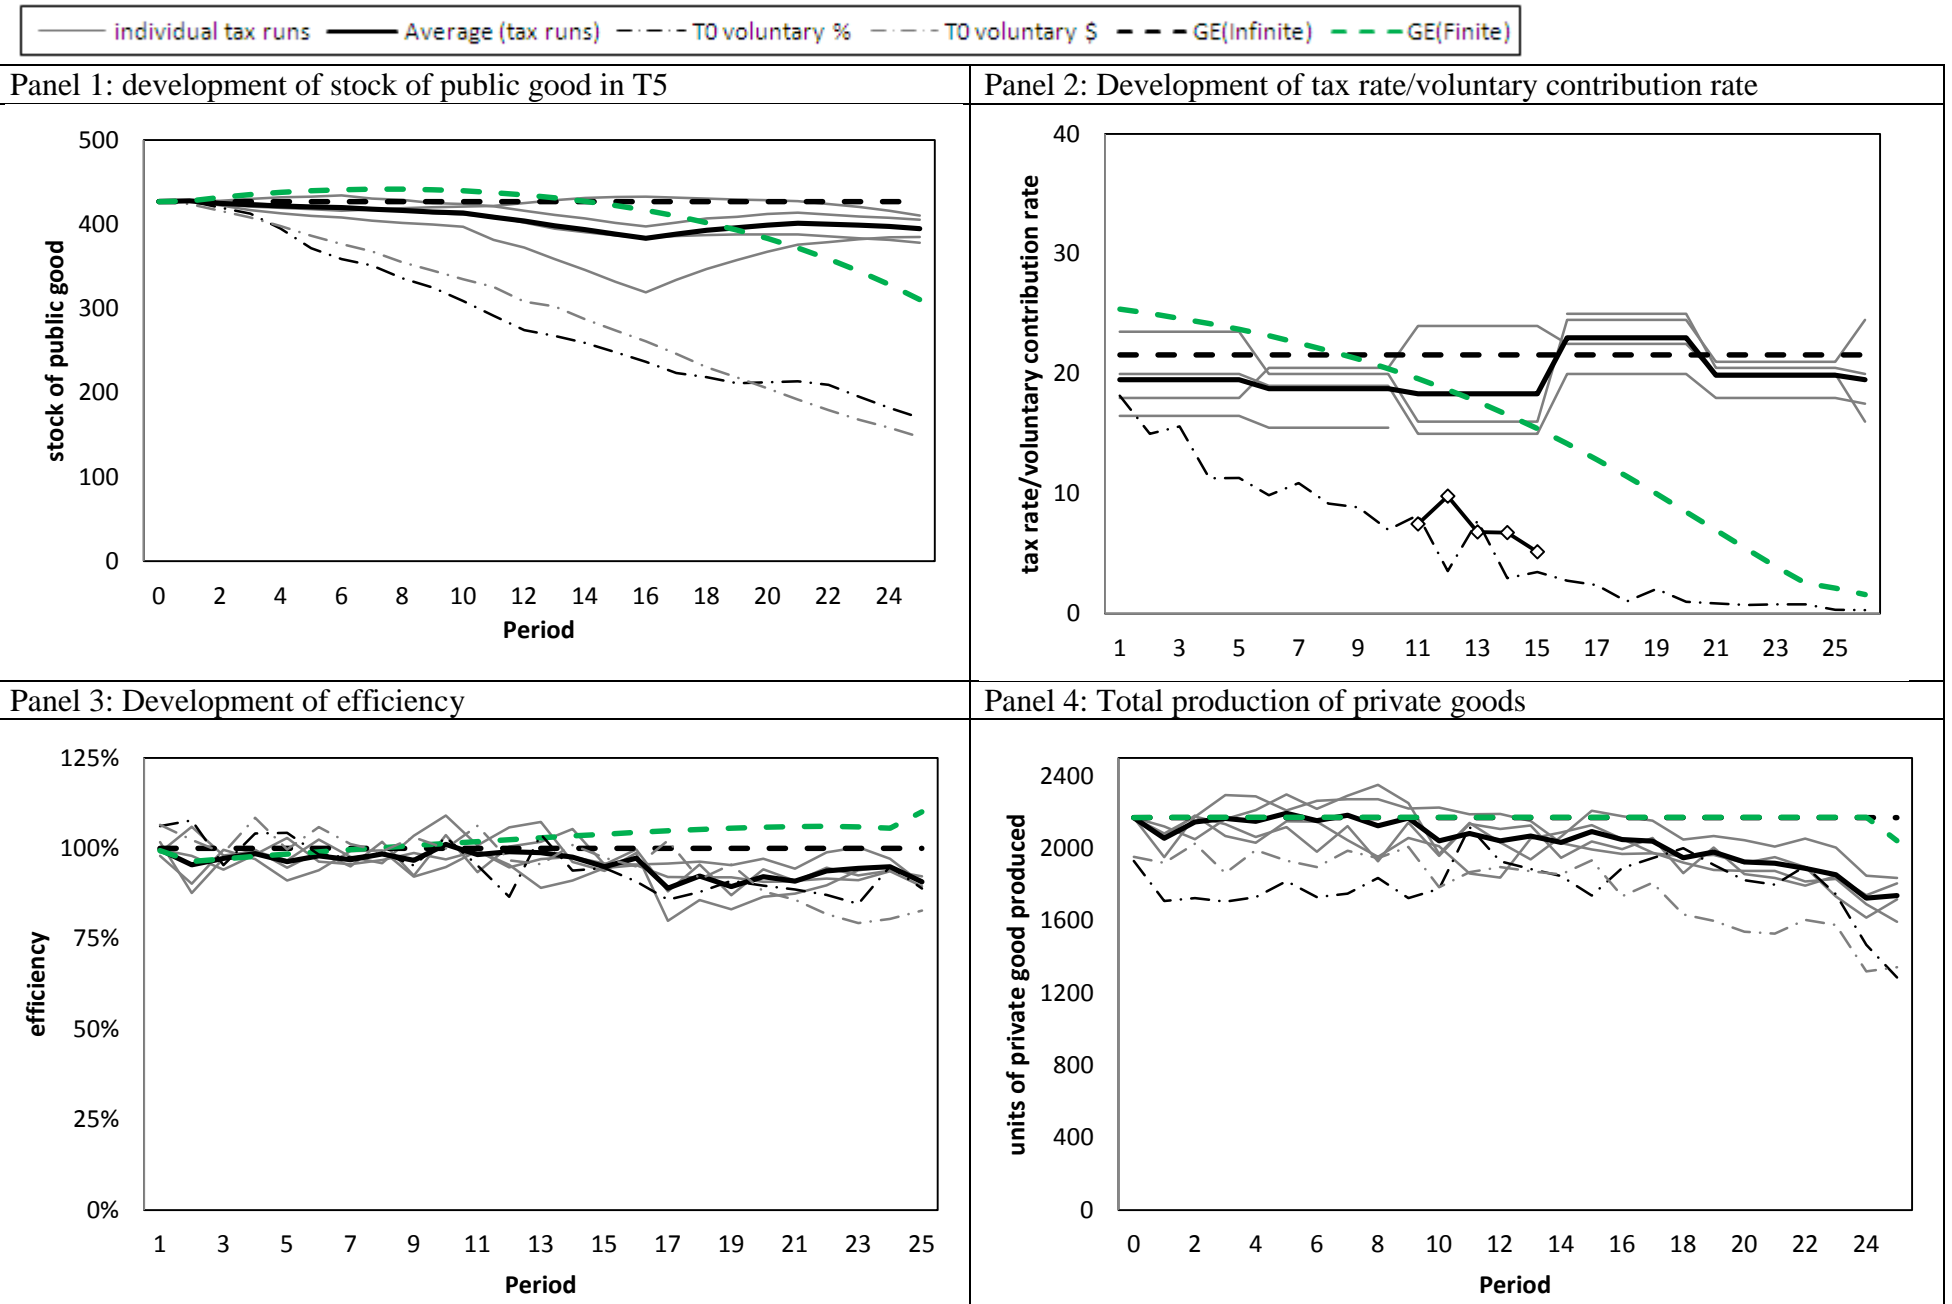 individual tax runs Average (tax runs) T0 voluntary % T0 voluntary $ GE(Infinite) GE(Finite)
Panel 1: development of stock of public good in T5
500
400
300
200
100
0
stock of public good
0 2 4 6 8 10 12 14 16 18 20 22 24
Period
Panel 2: Development of tax rate/voluntary contribution rate
40
30
20
10
0
tax rate/voluntary contribution rate
1 3 5 7 9 11 13 15 17 19 21 23 25
Panel 3: Development of efficiency
125%
100%
75%
50%
25%
0%
efficiency
1 3 5 7 9 11 13 15 17 19 21 23 25
Period
Panel 4: Total production of private goods
2400
2000
1600
1200
800
400
0
units of private good produced
0 2 4 6 8 10 12 14 16 18 20 22 24
Period